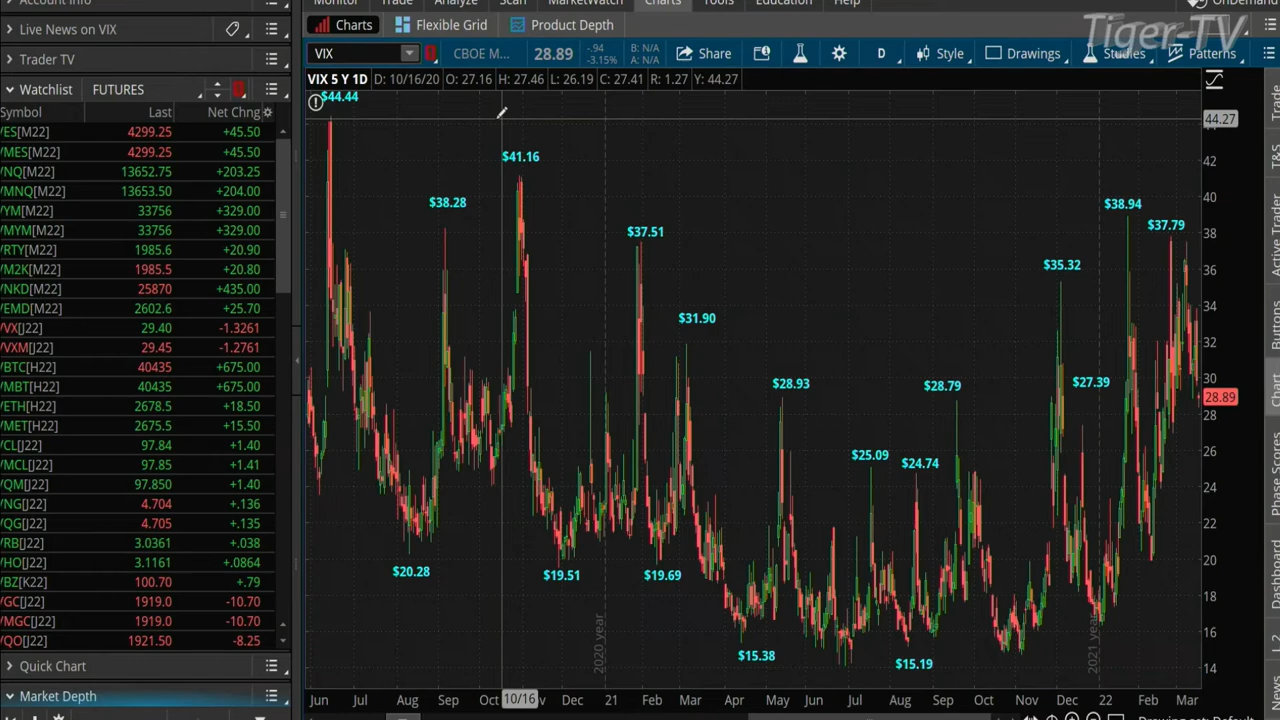 Account Info
Monitor Trade Analyze Scan MarketWatch Charts Tools Education Help OnDemand
Tiger-TV
Live News on VIX
Charts Flexible Grid Product Depth
Trader TV
VIX CBOE M... 28.89 -.94 -3.15% B: N/A A: N/A Share D Style Drawings Studies Patterns
Watchlist FUTURES
VIX 5 Y 1D D: 10/16/20 O: 27.16 H: 27.46 L: 26.19 C: 27.41 R: 1.27 Y: 44.27
Symbol Last Net Chng
/ES[M22] 4299.25 +45.50
/MES[M22] 4299.25 +45.50
/NQ[M22] 13652.75 +203.25
/MNQ[M22] 13653.50 +204.00
/YM[M22] 33756 +329.00
/MYM[M22] 33756 +329.00
/RTY[M22] 1985.6 +20.90
/M2K[M22] 1985.5 +20.80
/NKD[M22] 25870 +435.00
/EMD[M22] 2602.6 +25.70
/VX[J22] 29.40 -1.3261
/VXM[J22] 29.45 -1.2761
/BTC[H22] 40435 +675.00
/MBT[H22] 40435 +675.00
/ETH[H22] 2678.5 +18.50
/MET[H22] 2675.5 +15.50
/CL[J22] 97.84 +1.40
/MCL[J22] 97.85 +1.41
/QM[J22] 97.850 +1.40
/NG[J22] 4.704 +.136
/QG[J22] 4.705 +.135
/RB[J22] 3.0361 +.038
/HO[J22] 3.1161 +.0864
/BZ[K22] 100.70 +.79
/GC[J22] 1919.0 -10.70
/MGC[J22] 1919.0 -10.70
/QO[J22] 1921.50 -8.25
Quick Chart
Market Depth
$44.44
$41.16
$38.28
$37.51
$31.90
$28.93
$25.09
$24.74
$28.79
$35.32
$27.39
$38.94
$37.79
$20.28
$19.51
$19.69
$15.38
$15.19
2020 year
2021 year
44.27
42
40
38
36
34
32
30
28.89
28
26
24
22
20
18
16
14
Jun Jul Aug Sep Oct 10/16 Dec 21 Feb Mar Apr May Jun Jul Aug Sep Oct Nov Dec 22 Feb Mar
Drawing set: Default
Trade
T&S
Active Trader
Buttons
Chart
Phase Scores
Dashboard
L 2
News